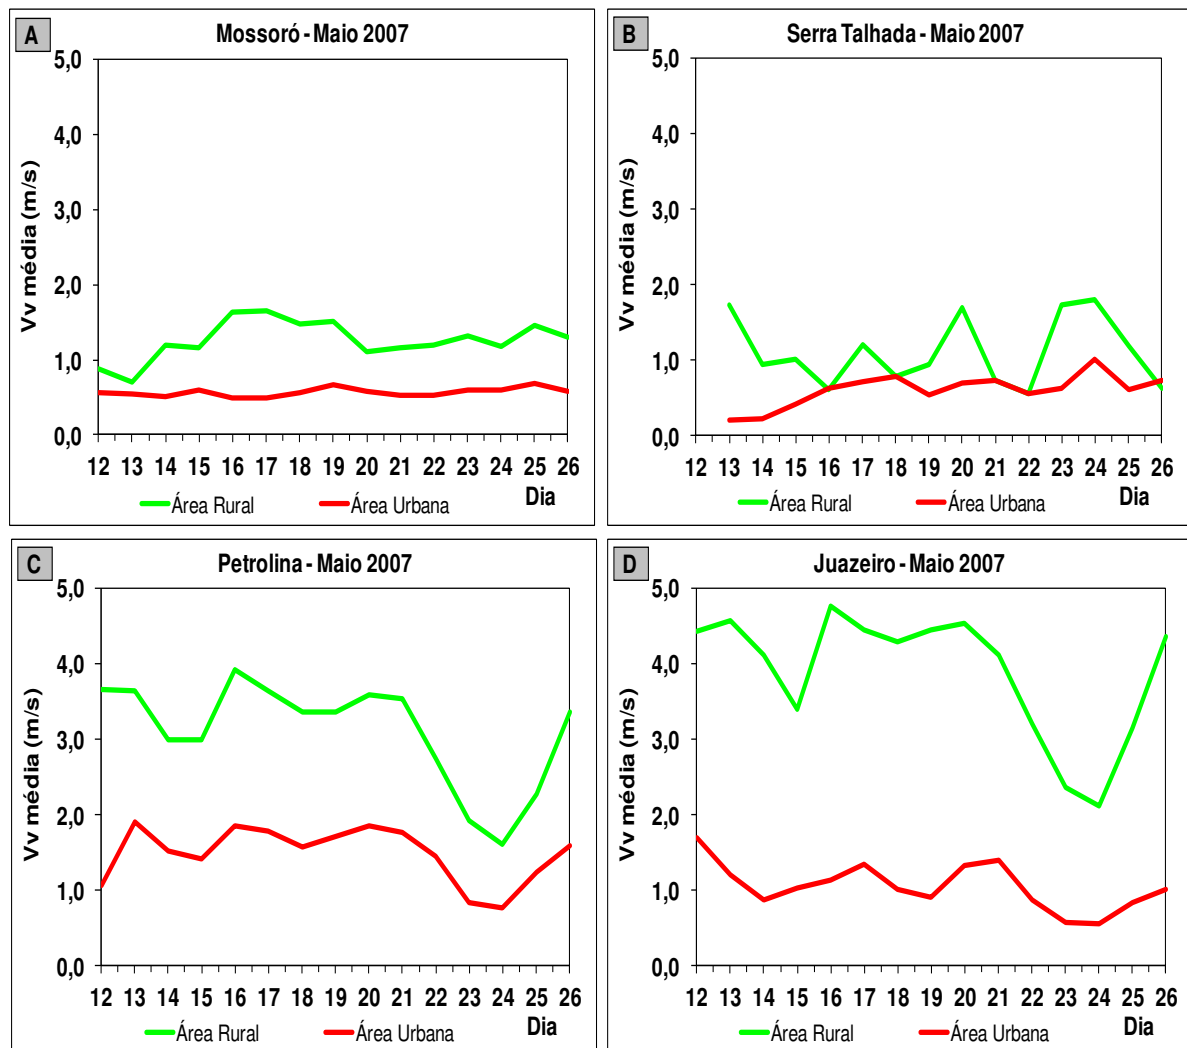 A
Mossoró - Maio 2007
5,0
4,0
3,0
2,0
1,0
0,0
Vv média (m/s)
12 13 14 15 16 17 18 19 20 21 22 23 24 25 26
Dia
Área Rural
Área Urbana
B
Serra Talhada - Maio 2007
5,0
4,0
3,0
2,0
1,0
0,0
Vv média (m/s)
12 13 14 15 16 17 18 19 20 21 22 23 24 25 26
Dia
Área Rural
Área Urbana
C
Petrolina - Maio 2007
5,0
4,0
3,0
2,0
1,0
0,0
Vv média (m/s)
12 13 14 15 16 17 18 19 20 21 22 23 24 25 26
Dia
Área Rural
Área Urbana
D
Juazeiro - Maio 2007
5,0
4,0
3,0
2,0
1,0
0,0
Vv média (m/s)
12 13 14 15 16 17 18 19 20 21 22 23 24 25 26
Dia
Área Rural
Área Urbana